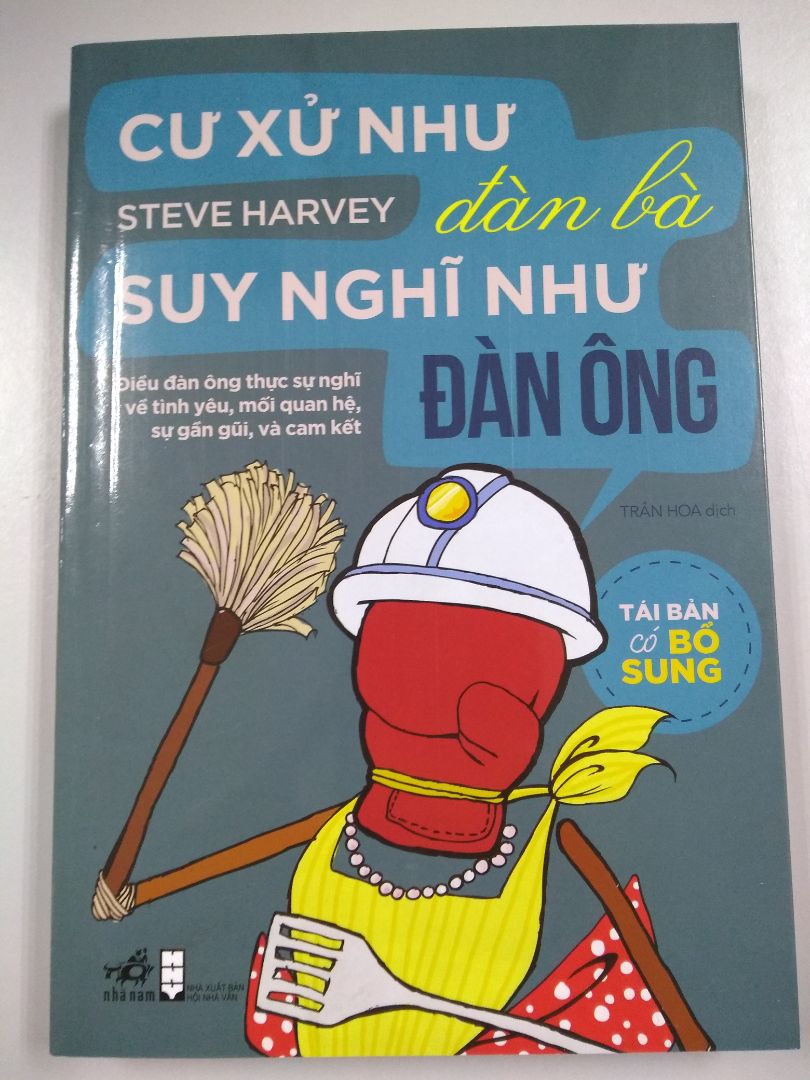 CƯ XỬ NHƯ
đàn bà
STEVE HARVEY
SUY NGHĨ NHƯ
ĐÀN ÔNG
Điều đàn ông thực sự nghĩ
về tình yêu, mối quan hệ,
sự gần gũi, và cam kết
TRẦN HOA dịch
TÁI BẢN
có BỔ
SUNG
nhã nam
NHÀ XUẤT BẢN
HỘI NHÀ VĂN